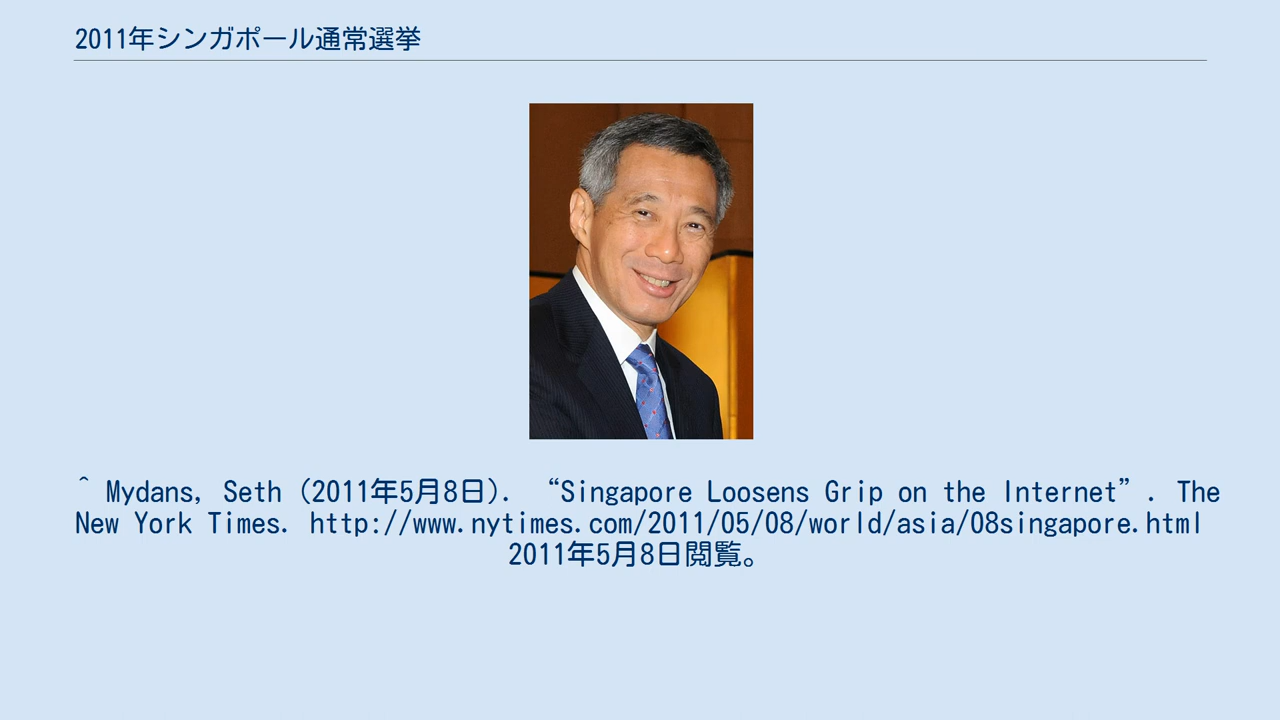 2011年シンガポール通常選挙
^ Mydans, Seth (2011年5月8日). “Singapore Loosens Grip on the Internet”. The
New York Times. http://www.nytimes.com/2011/05/08/world/asia/08singapore.html
2011年5月8日閲覧。